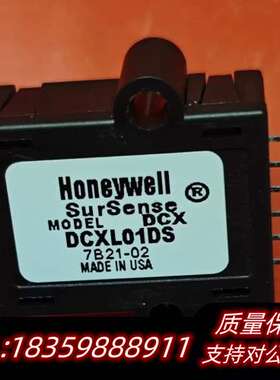 Honeywell ®
SurSense
MODEL DCX
DCXL01DS
7B21-02
MADE IN USA
质量保
:18359888911
支持对公